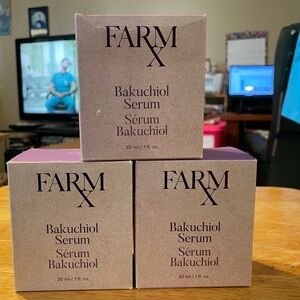 FARM
X
Bakuchiol
Serum
Sérum
Bakuchiol
30 ml / 1 fl. oz.
FARM
X
Bakuchiol
Serum
Sérum
Bakuchiol
30 ml / 1 fl. oz.
FARM
X
Bakuchiol
Serum
Sérum
Bakuchiol
30 ml / 1 fl. oz.